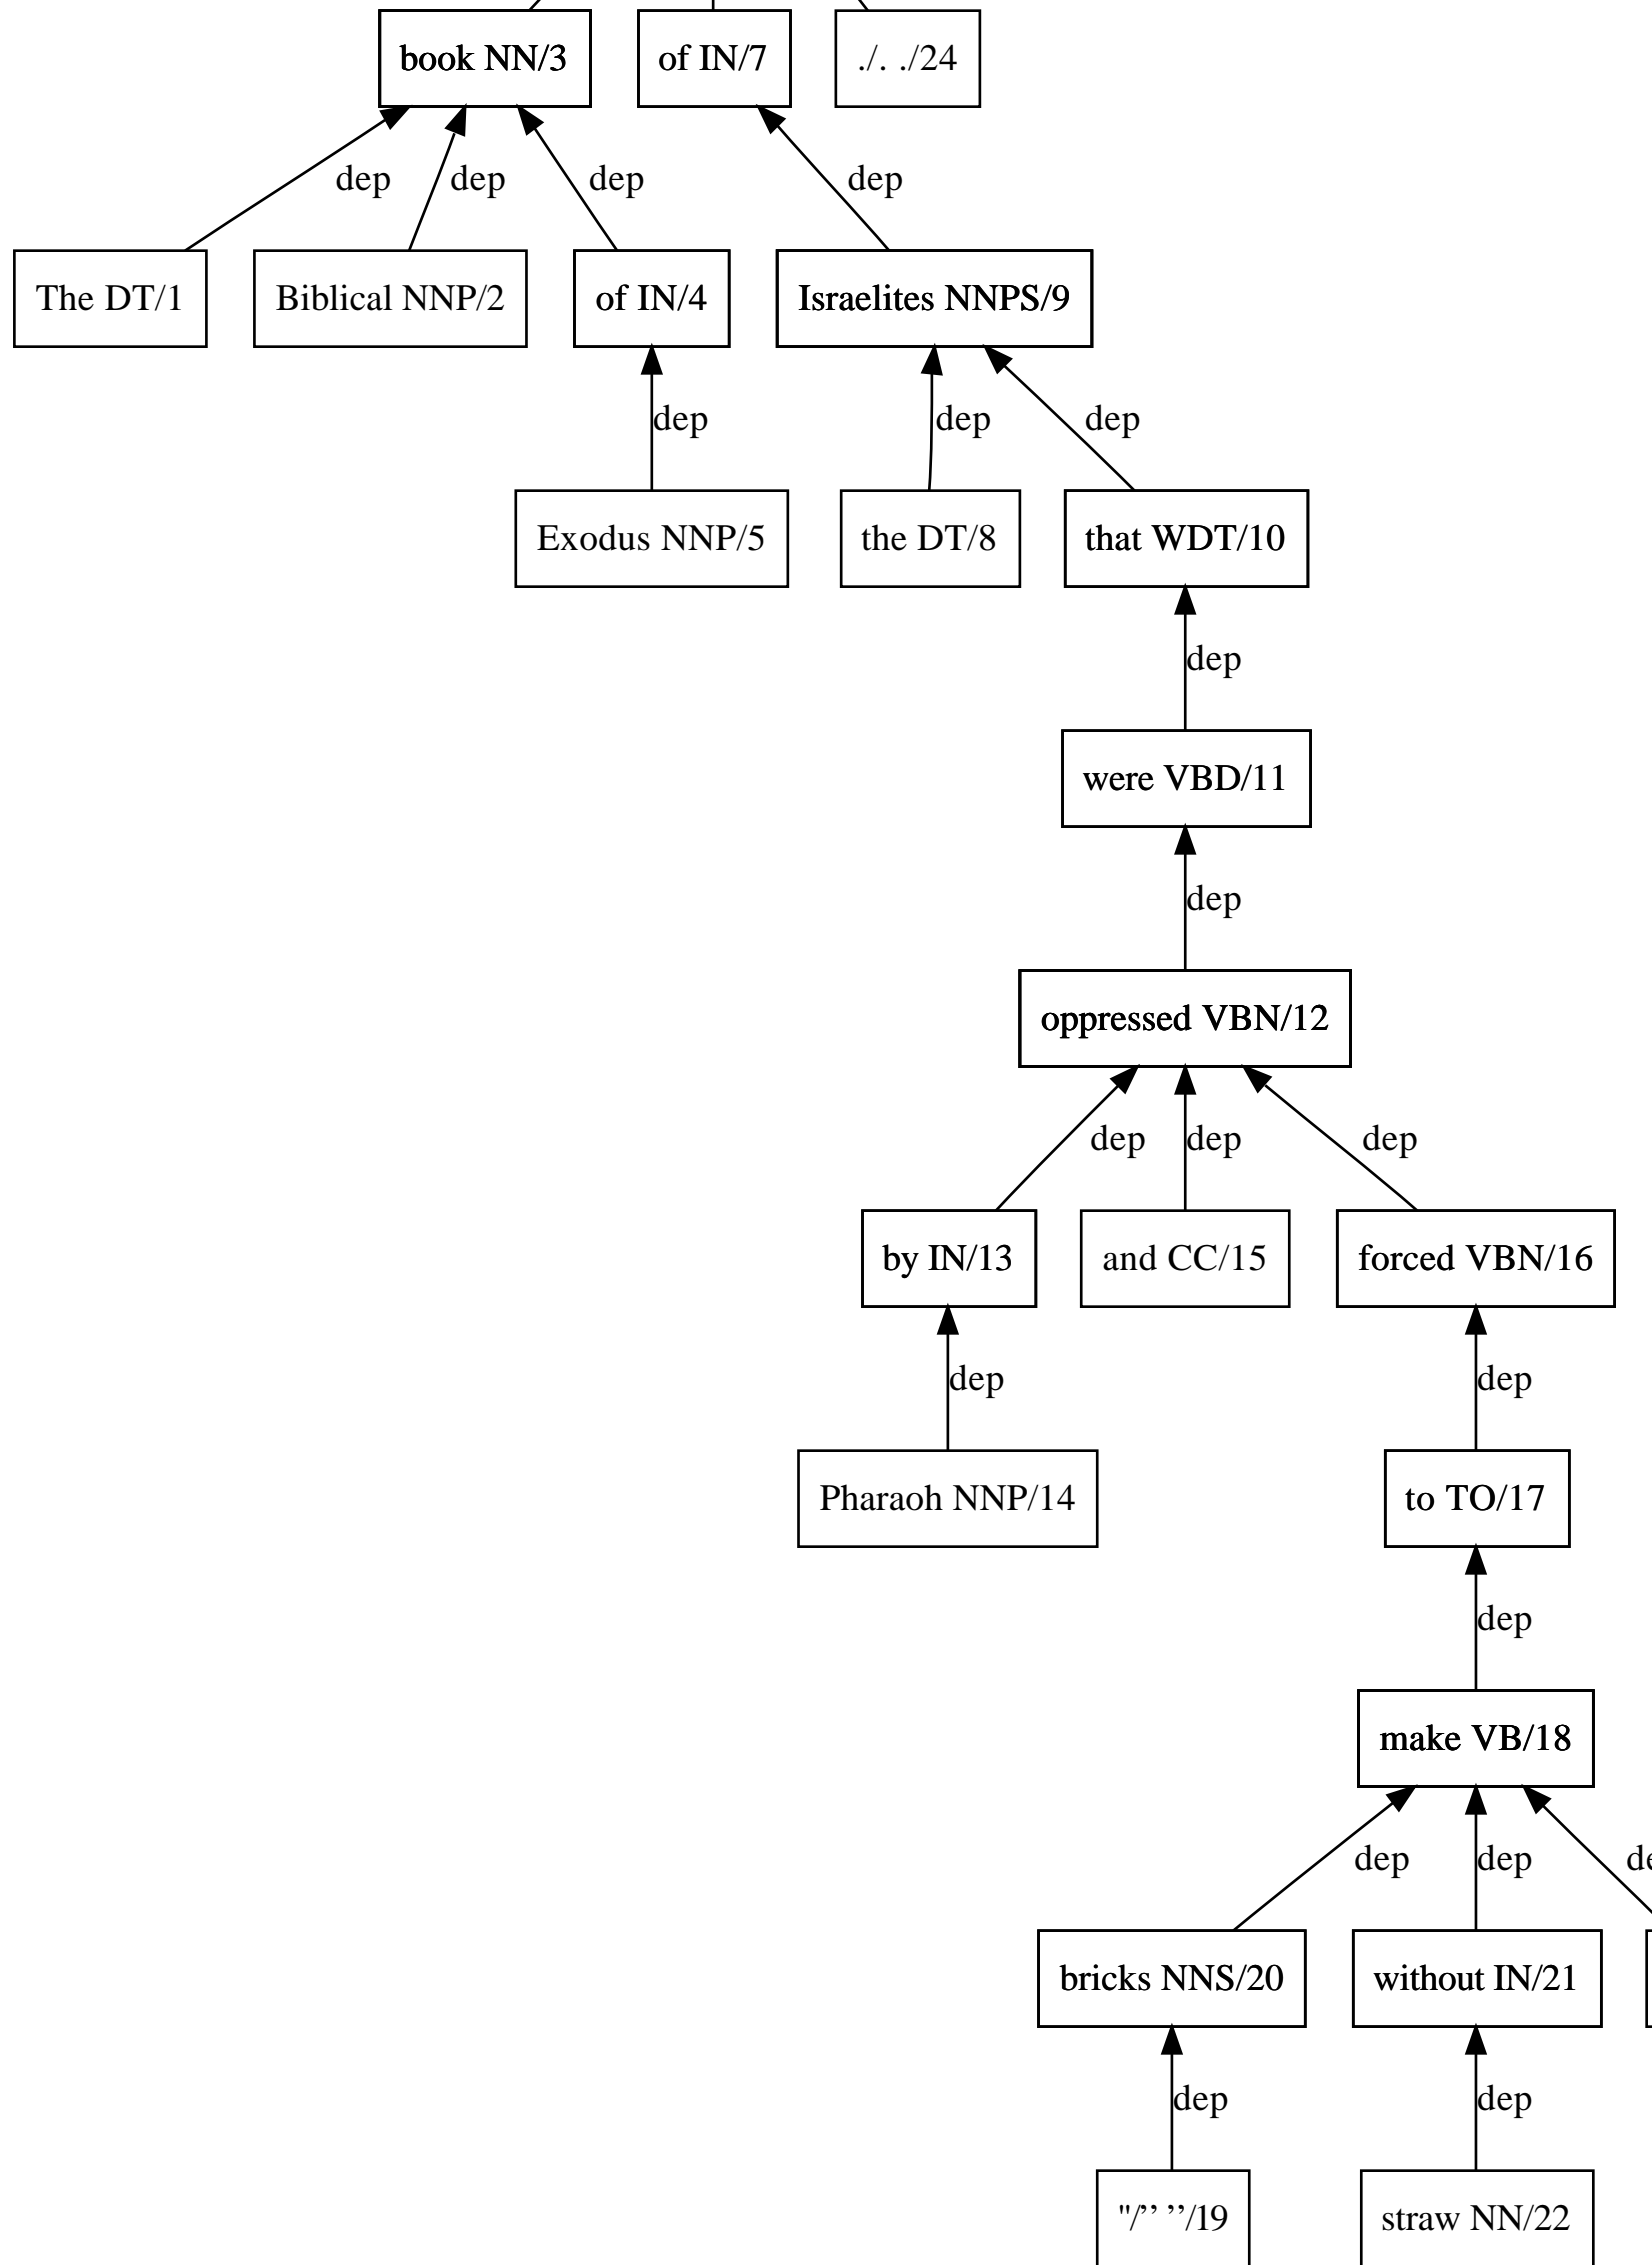 book NN/3 of IN/7 ./. ./24
dep dep dep dep
The DT/1 Biblical NNP/2 of IN/4 Israelites NNPS/9
dep dep dep
Exodus NNP/5 the DT/8 that WDT/10
dep
were VBD/11
dep
oppressed VBN/12
dep dep dep
by IN/13 and CC/15 forced VBN/16
dep dep
Pharaoh NNP/14 to TO/17
dep
make VB/18
dep dep
bricks NNS/20 without IN/21
dep dep
"/” ”/19 straw NN/22